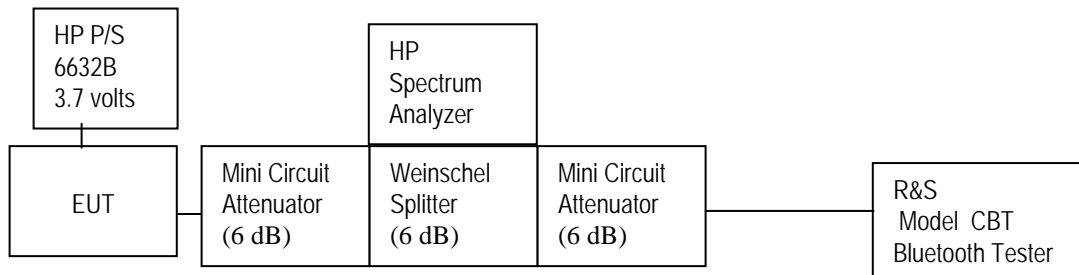 HP P/S
6632B
3.7 volts
HP
Spectrum
Analyzer
EUT
Mini Circuit
Attenuator
(6 dB)
Weinschel
Splitter
(6 dB)
Mini Circuit
Attenuator
(6 dB)
R&S
Model CBT
Bluetooth Tester